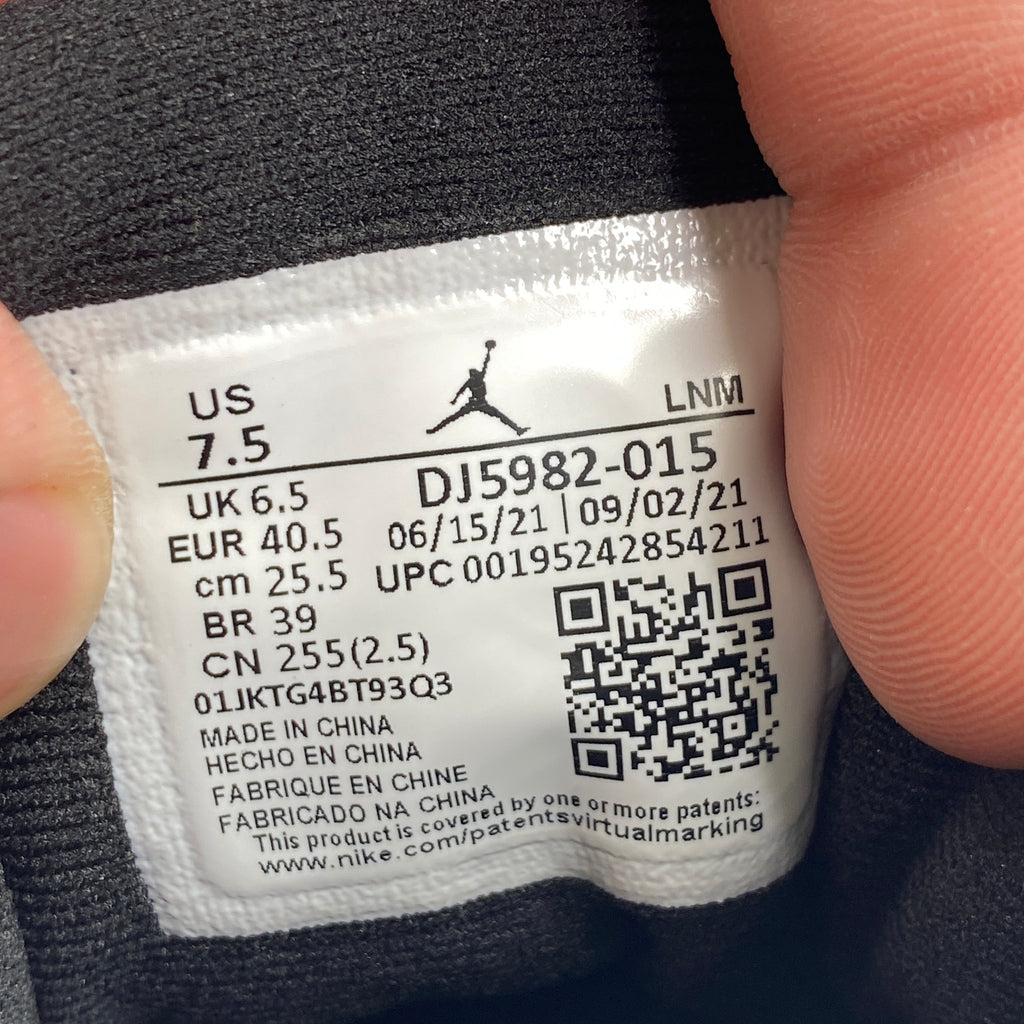 US
7.5
LNM
UK 6.5
DJ5982-015
EUR 40.5
06/15/21 | 09/02/21
cm 25.5
UPC 00195242854211
BR 39
CN 255(2.5)
01JKTG4BT93Q3
MADE IN CHINA
HECHO EN CHINA
FABRIQUE EN CHINE
FABRICADO NA CHINA
This product is covered by one or more patents:
www.nike.com/patentsvirtualmarking